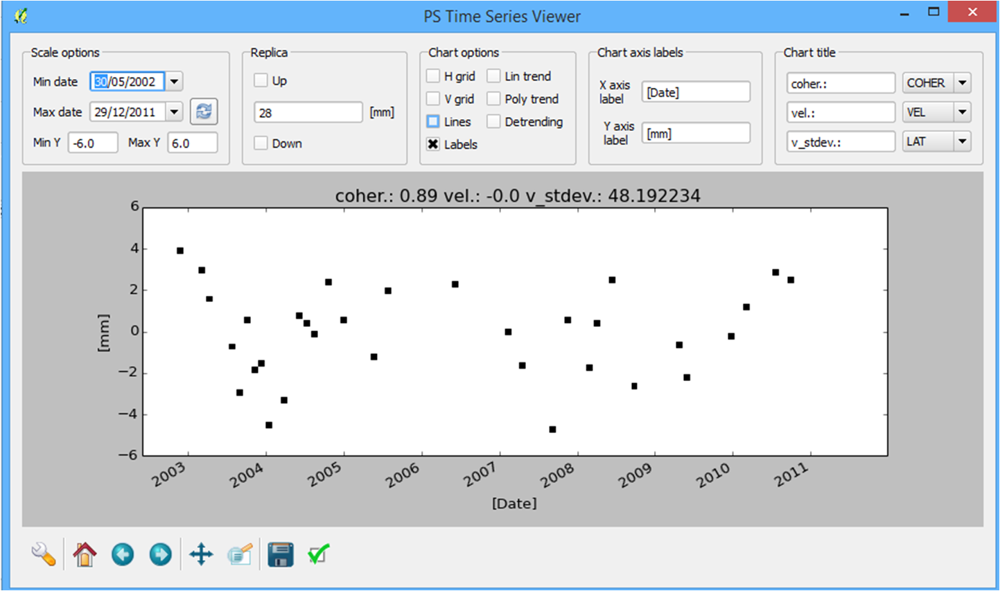 PS Time Series Viewer
Scale options
Min date 30/05/2002
Max date 29/12/2011
Min Y -6.0 Max Y 6.0
Replica
Up
28 [mm]
Down
Chart options
H grid Lin trend
V grid Poly trend
Lines Detrending
Labels
Chart axis labels
X axis label [Date]
Y axis label [mm]
Chart title
coher.: COHER
vel.: VEL
v_stdev.: LAT
coher.: 0.89 vel.: -0.0 v_stdev.: 48.192234
6
4
2
0
−2
−4
−6
[mm]
2003 2004 2005 2006 2007 2008 2009 2010 2011
[Date]